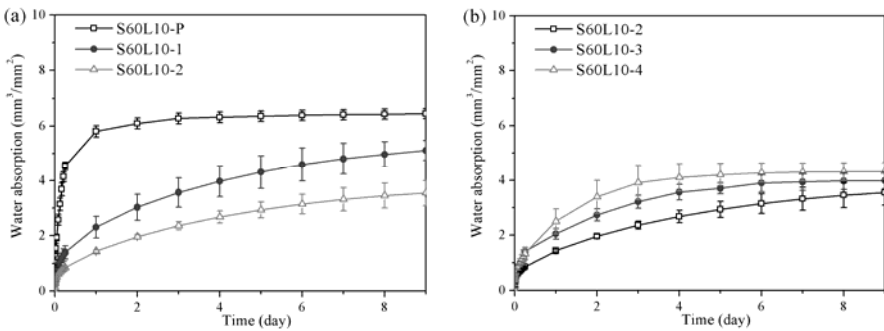 (a)
10
8
6
4
2
0
Water absorption (mm³/mm²)
S60L10-P
S60L10-1
S60L10-2
0 2 4 6 8
Time (day)
(b)
10
8
6
4
2
0
Water absorption (mm³/mm²)
S60L10-2
S60L10-3
S60L10-4
0 2 4 6 8
Time (day)